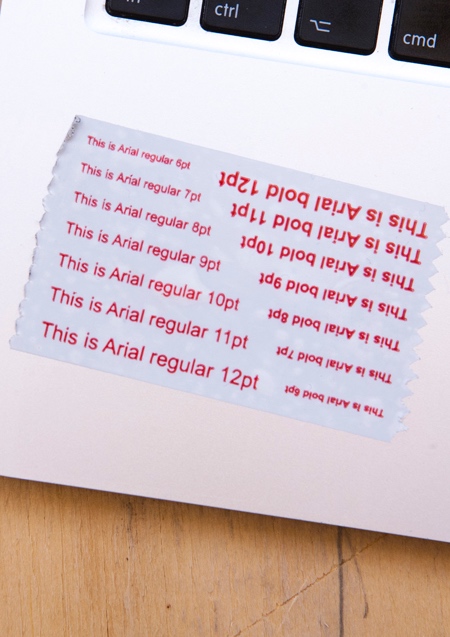 fn
ctrl
⌥
cmd
This is Arial regular 6pt
This is Arial regular 7pt
This is Arial regular 8pt
This is Arial regular 9pt
This is Arial regular 10pt
This is Arial regular 11pt
This is Arial regular 12pt
This is Arial bold 6pt
This is Arial bold 7pt
This is Arial bold 8pt
This is Arial bold 9pt
This is Arial bold 10pt
This is Arial bold 11pt
This is Arial bold 12pt